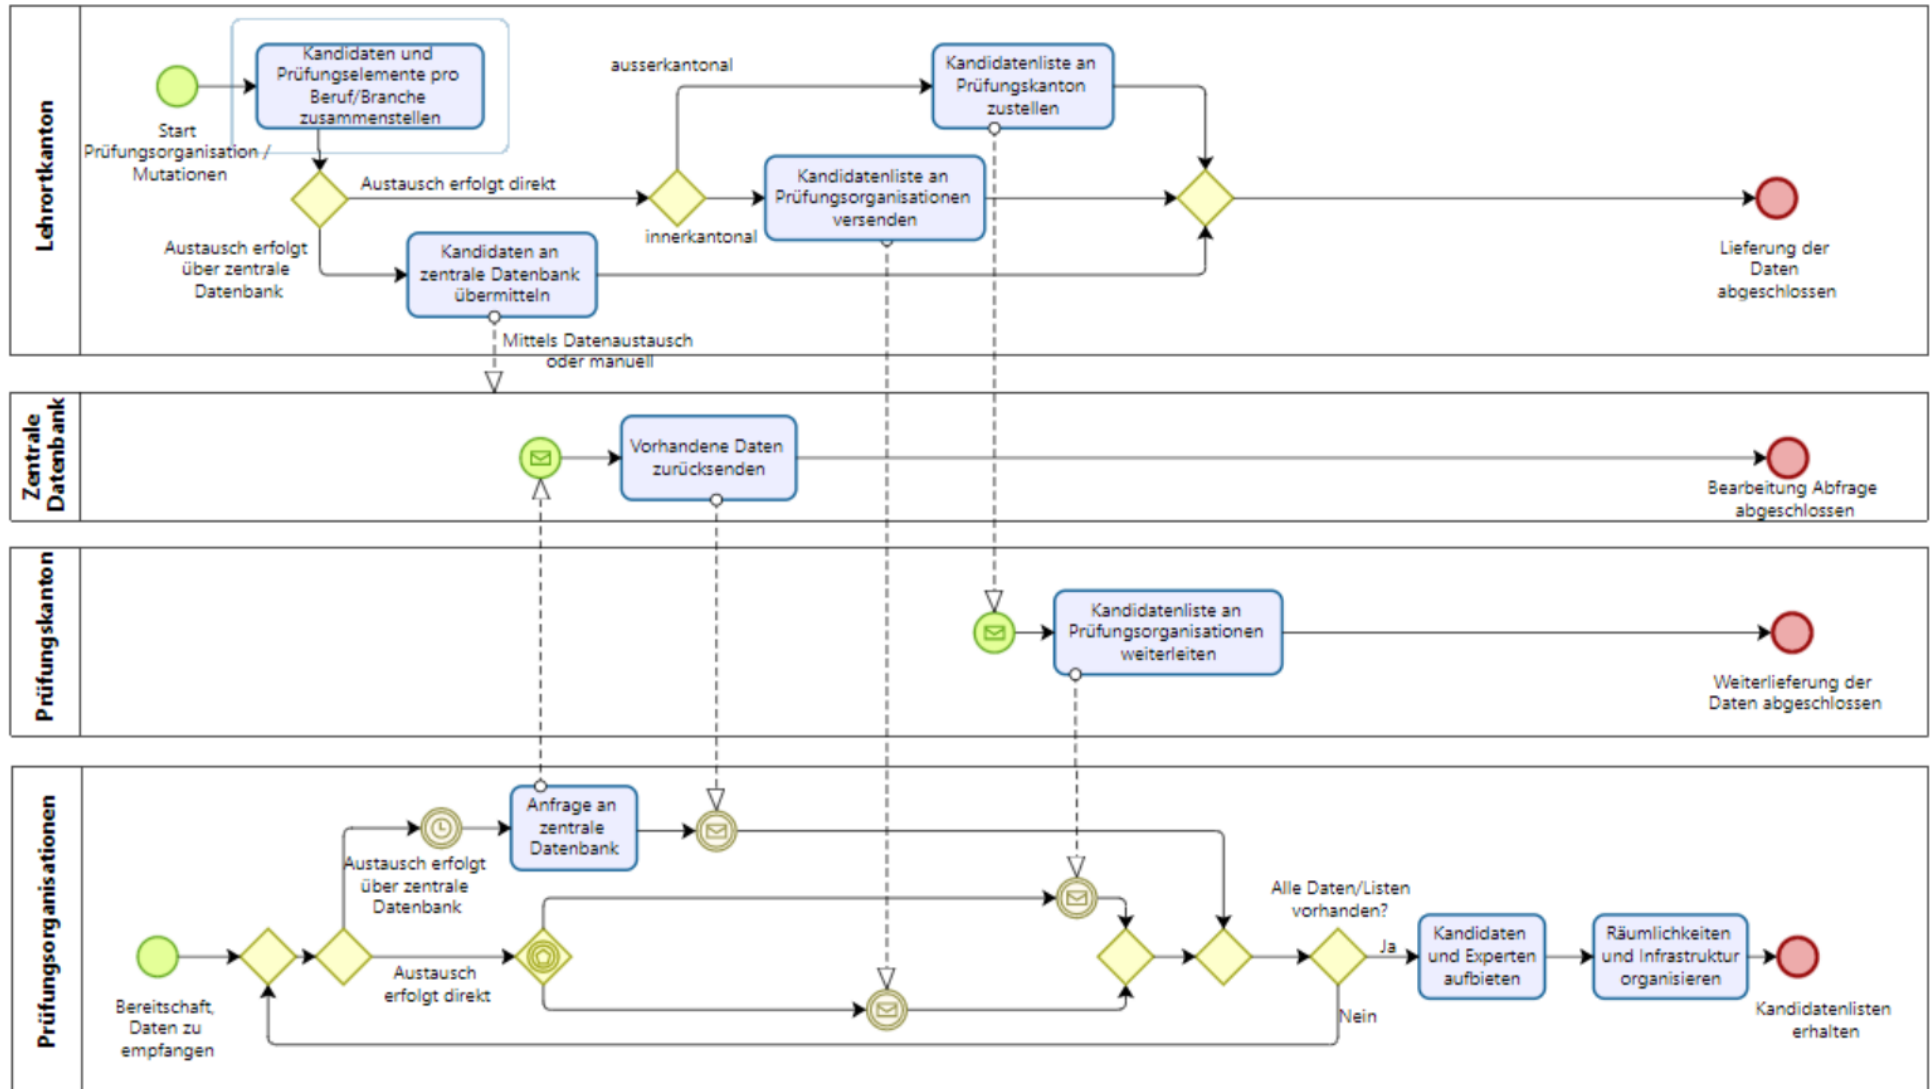 Lehrortkanton
Kandidaten und
Prüfungselemente pro
Beruf/Branche
zusammenstellen
Start
Prüfungsorganisation /
Mutationen
ausserkantonal
Kandidatenliste an
Prüfungskanton
zustellen
Austausch erfolgt direkt
Kandidatenliste an
Prüfungsorganisationen
versenden
innerkantonal
Austausch erfolgt
über zentrale
Datenbank
Kandidaten an
zentrale Datenbank
übermitteln
Lieferung der
Daten
abgeschlossen
Mittels Datenaustausch
oder manuell
Zentrale
Datenbank
Vorhandene Daten
zurücksenden
Bearbeitung Abfrage
abgeschlossen
Prüfungskanton
Kandidatenliste an
Prüfungsorganisationen
weiterleiten
Weiterlieferung der
Daten abgeschlossen
Prüfungsorganisationen
Anfrage an
zentrale
Datenbank
Austausch erfolgt
über zentrale
Datenbank
Alle Daten/Listen
vorhanden?
Ja
Kandidaten
und Experten
aufbieten
Räumlichkeiten
und Infrastruktur
organisieren
Austausch
erfolgt direkt
Bereitschaft,
Daten zu
empfangen
Nein
Kandidatenlisten
erhalten